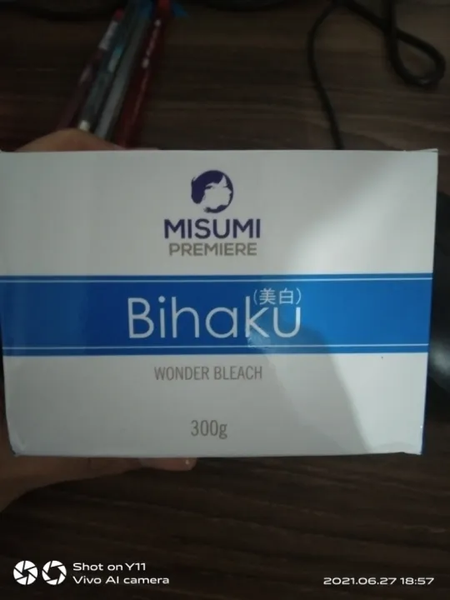 MISUMI
PREMIERE
(美白)
Bihaku
WONDER BLEACH
300g
Shot on Y11
Vivo AI camera
2021.06.27 18:57